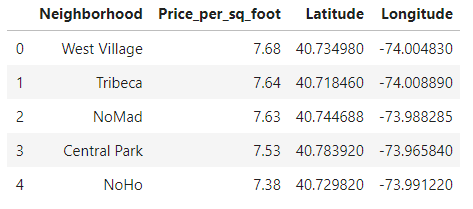 Neighborhood Price_per_sq_foot Latitude Longitude
0 West Village 7.68 40.734980 -74.004830
1 Tribeca 7.64 40.718460 -74.008890
2 NoMad 7.63 40.744688 -73.988285
3 Central Park 7.53 40.783920 -73.965840
4 NoHo 7.38 40.729820 -73.991220